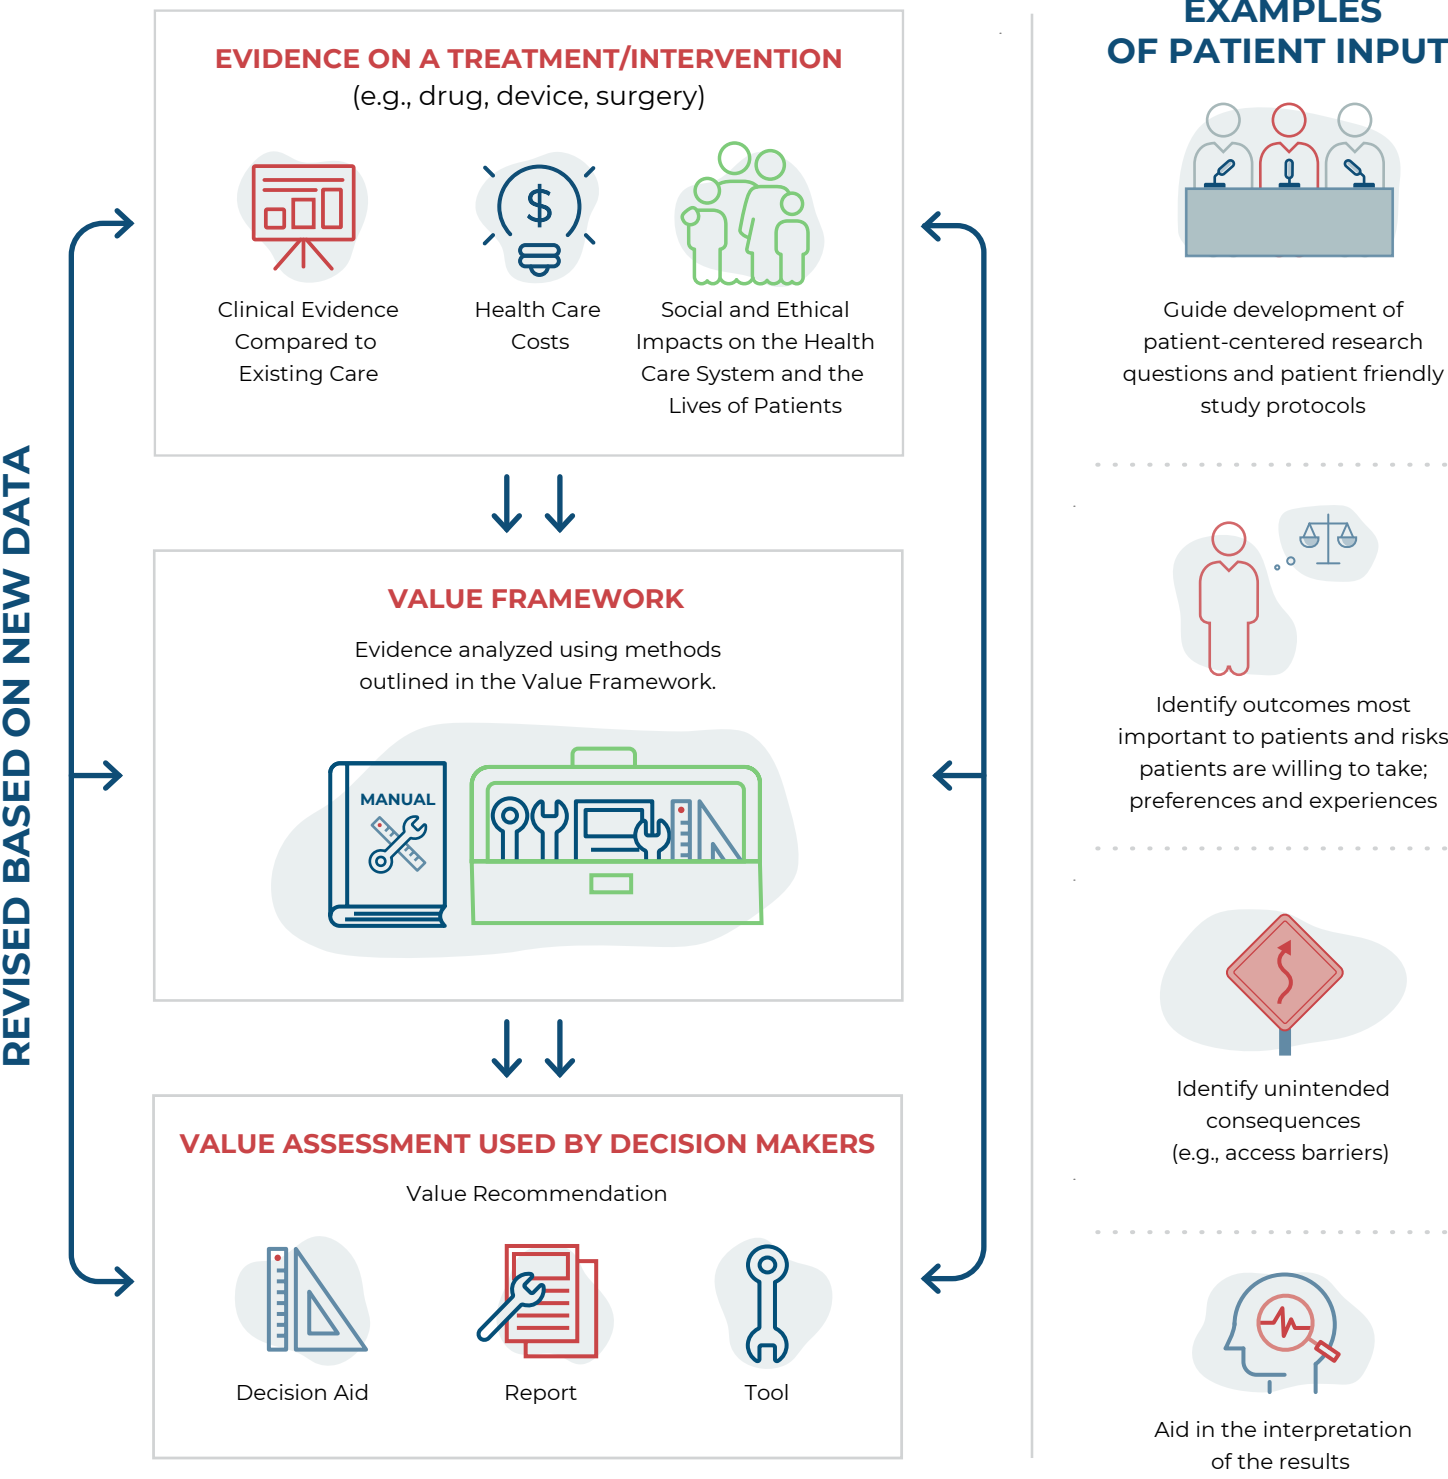 REVISED BASED ON NEW DATA
EVIDENCE ON A TREATMENT/INTERVENTION
(e.g., drug, device, surgery)
Clinical Evidence
Compared to
Existing Care
Health Care
Costs
Social and Ethical
Impacts on the Health
Care System and the
Lives of Patients
VALUE FRAMEWORK
Evidence analyzed using methods
outlined in the Value Framework.
MANUAL
VALUE ASSESSMENT USED BY DECISION MAKERS
Value Recommendation
Decision Aid
Report
Tool
EXAMPLES
OF PATIENT INPUT
Guide development of
patient-centered research
questions and patient friendly
study protocols
Identify outcomes most
important to patients and risks
patients are willing to take;
preferences and experiences
Identify unintended
consequences
(e.g., access barriers)
Aid in the interpretation
of the results